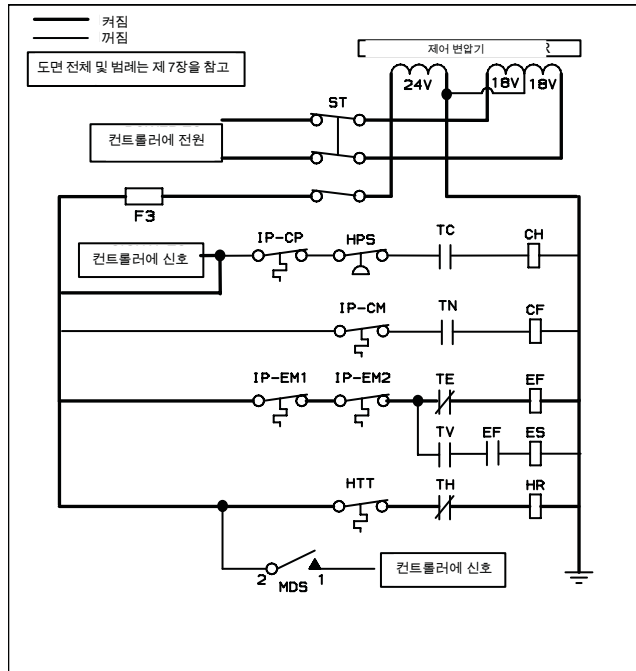 켜짐
꺼짐
도면 전체 및 범례는 제 7장을 참고
제어 변압기
24V
18V
18V
ST
컨트롤러에 전원
F3
IP-CP
HPS
TC
CH
컨트롤러에 신호
IP-CM
TN
CF
IP-EM1
IP-EM2
TE
EF
TV
EF
ES
HTT
TH
HR
2
MDS
1
컨트롤러에 신호